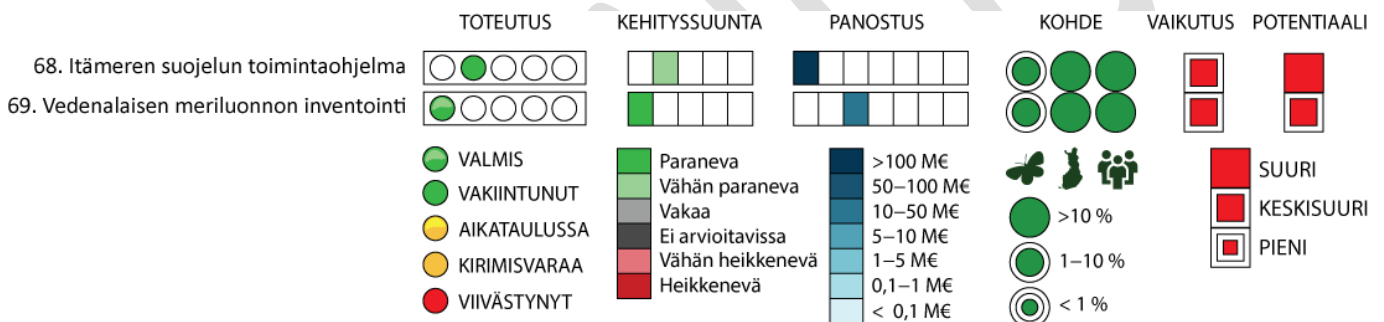 TOTEUTUS KEHITYSSUUNTA PANOSTUS KOHDE VAIKUTUS POTENTIAALI
68. Itämeren suojelun toimintaohjelma
69. Vedenalaisen meriluonnon inventointi
VALMIS
VAKIINTUNUT
AIKATAULUSSA
KIRIMISVARAA
VIIVÄSTYNYT
Paraneva
Vähän paraneva
Vakaa
Ei arvioitavissa
Vähän heikkenevä
Heikkenevä
>100 M€
50–100 M€
10–50 M€
5–10 M€
1–5 M€
0,1–1 M€
< 0,1 M€
>10 %
1–10 %
< 1 %
SUURI
KESKISUURI
PIENI